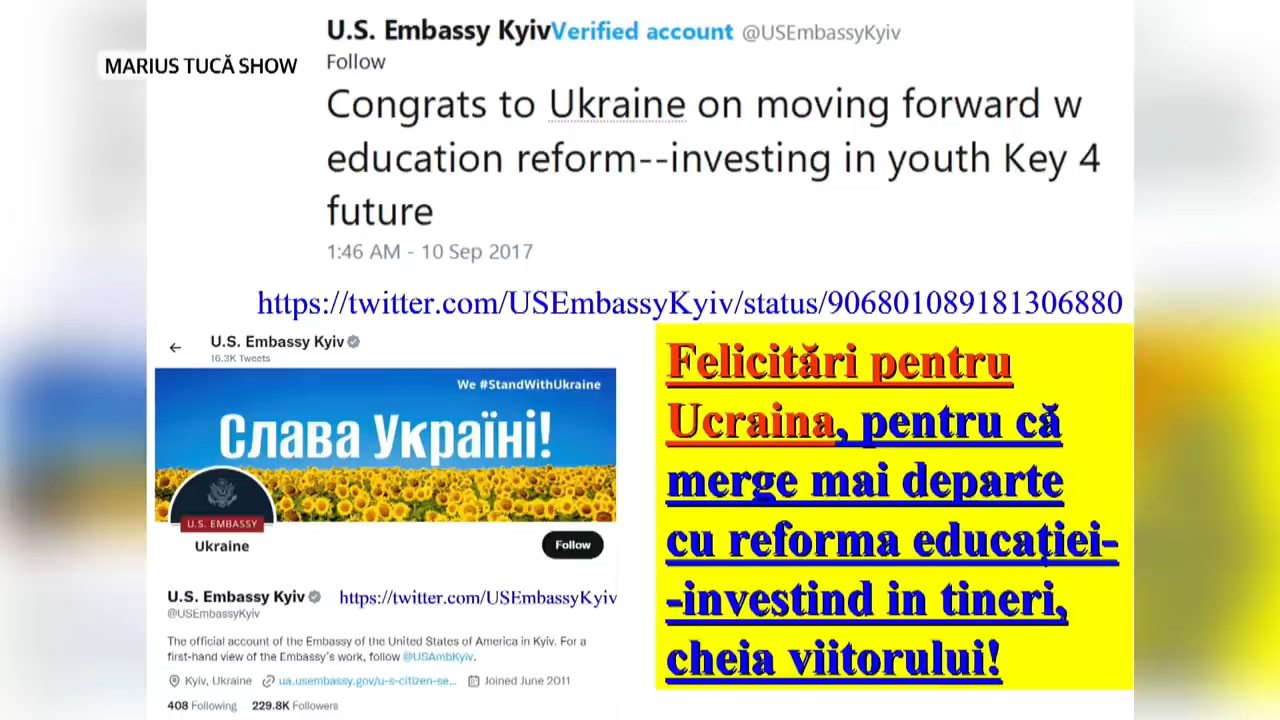 MARIUS TUCĂ SHOW
U.S. Embassy KyivVerified account @USEmbassyKyiv
Follow
Congrats to Ukraine on moving forward w
education reform--investing in youth Key 4
future
1:46 AM - 10 Sep 2017
https://twitter.com/USEmbassyKyiv/status/906801089181306880
U.S. Embassy Kyiv
16.3K Tweets
We #StandWithUkraine
Слава Україні!
U.S. EMBASSY
Ukraine
Follow
U.S. Embassy Kyiv https://twitter.com/USEmbassyKyiv
@USEmbassyKyiv
The official account of the Embassy of the United States of America in Kyiv. For a
first-hand view of the Embassy's work, follow @USAmbKyiv.
Kyiv, Ukraine ua.usembassy.gov/u-s-citizen-se... Joined June 2011
408 Following 229.8K Followers
Felicitări pentru
Ucraina, pentru că
merge mai departe
cu reforma educației-
-investind in tineri,
cheia viitorului!